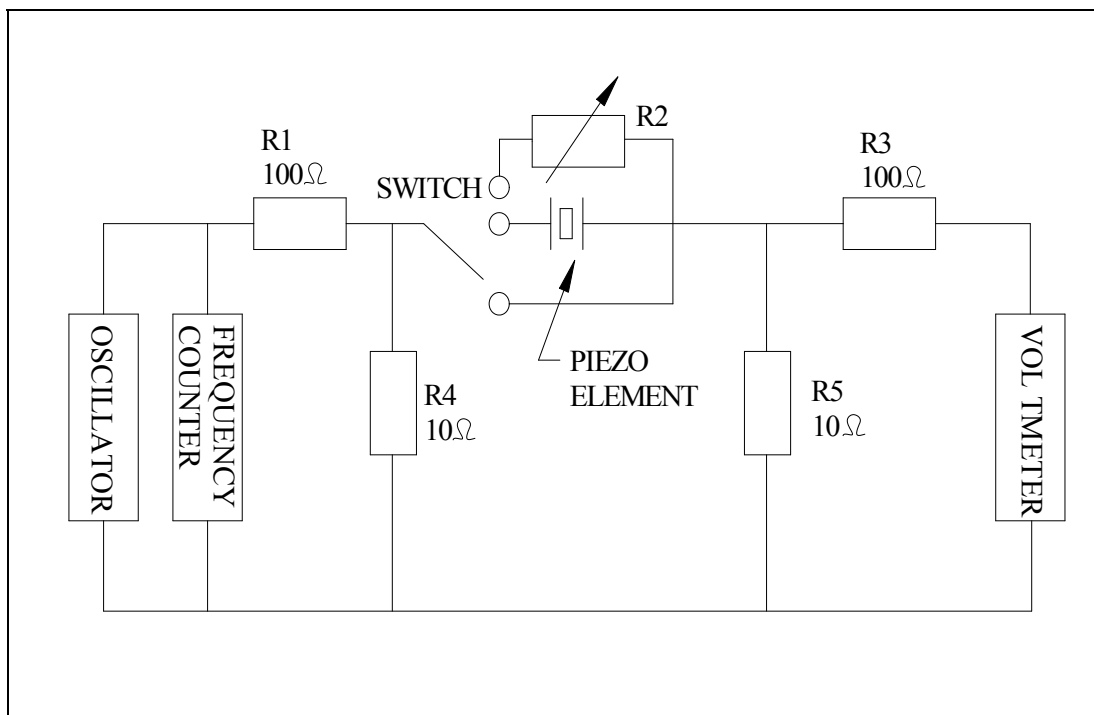 R1
100Ω
SWITCH
R2
R3
100Ω
OSCILLATOR
FREQUENCY
COUNTER
R4
10Ω
PIEZO
ELEMENT
R5
10Ω
VOL TMETER